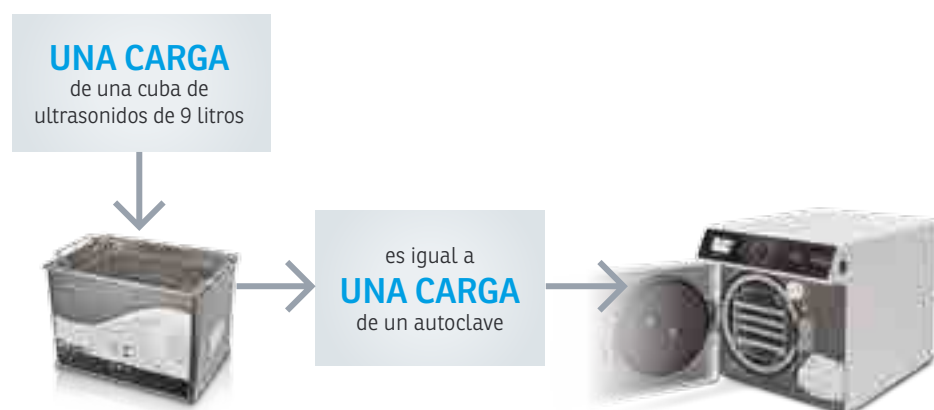 UNA CARGA
de una cuba de
ultrasonidos de 9 litros
es igual a
UNA CARGA
de un autoclave